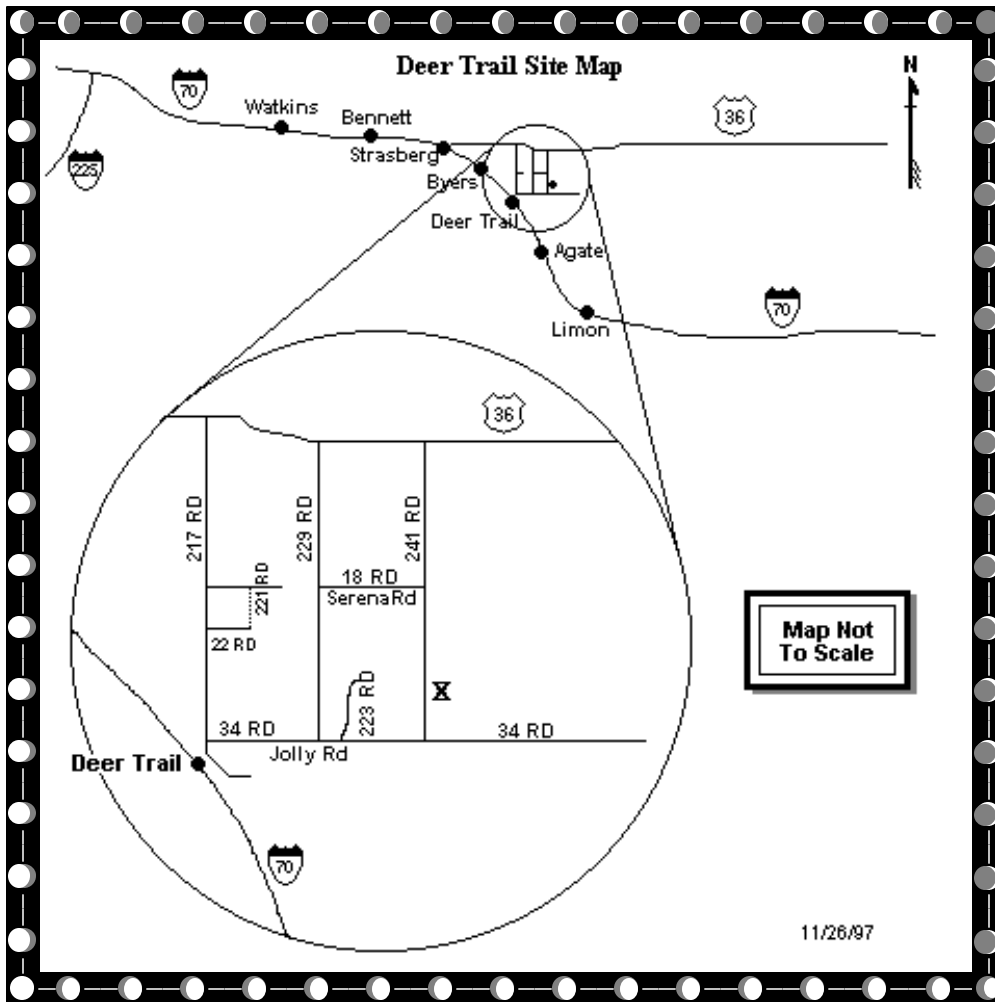 Deer Trail Site Map
N
70
36
Watkins
Bennett
225
Strasberg
Byers
Deer Trail
Agate
70
Limon
36
217 RD
229 RD
241 RD
18 RD
221 RD
SerenaRd
Map Not
To Scale
22 RD
223 RD
X
34 RD
34 RD
Jolly Rd
Deer Trail
70
11/26/97